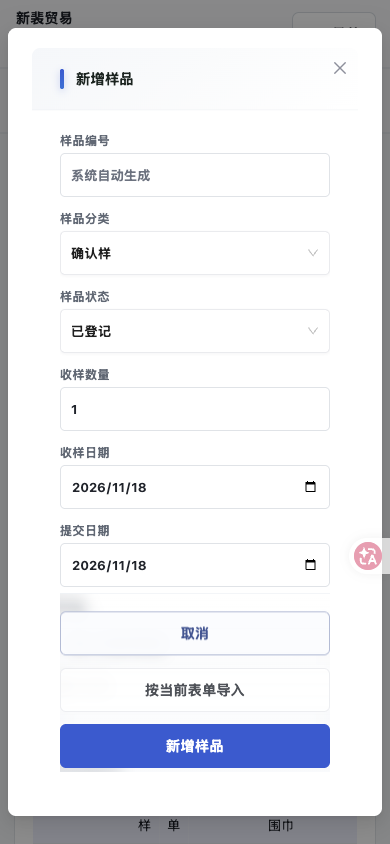 新裴贸易
新增样品
样品编号
系统自动生成
样品分类
确认样
样品状态
已登记
收样数量
1
收样日期
2026/11/18
提交日期
2026/11/18
取消
按当前表单导入
新增样品
样 单 围巾